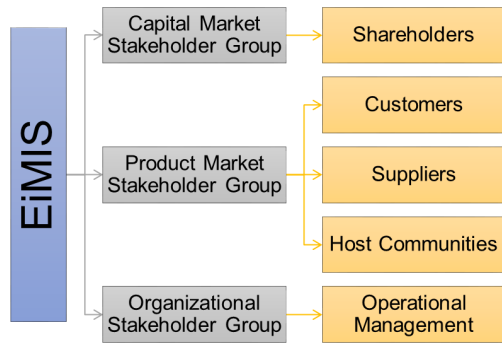 EiMIS
Capital Market
Stakeholder Group
Shareholders
Customers
Product Market
Stakeholder Group
Suppliers
Host Communities
Organizational
Stakeholder Group
Operational
Management